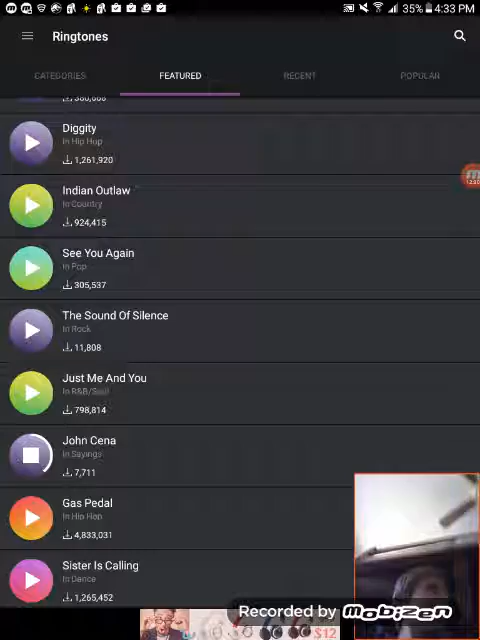 35% 4:33 PM
Ringtones
CATEGORIES FEATURED RECENT POPULAR
Diggity
In Hip Hop
1,261,920
Indian Outlaw
In Country
924,415
See You Again
In Pop
305,537
The Sound Of Silence
In Rock
11,808
Just Me And You
In R&B/Soul
798,814
John Cena
In Sayings
7,711
Gas Pedal
In Hip Hop
4,833,031
Sister Is Calling
In Dance
1,265,452
Recorded by Mobizen
$12